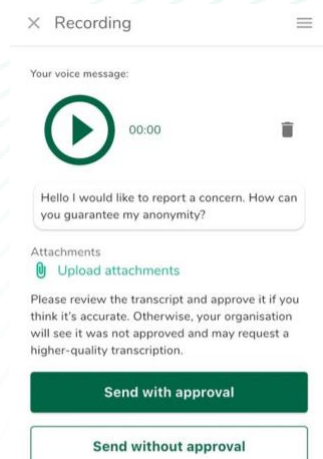 Recording
Your voice message:
00:00
Hello I would like to report a concern. How can
you guarantee my anonymity?
Attachments
Upload attachments
Please review the transcript and approve it if you
think it's accurate. Otherwise, your organisation
will see it was not approved and may request a
higher-quality transcription.
Send with approval
Send without approval